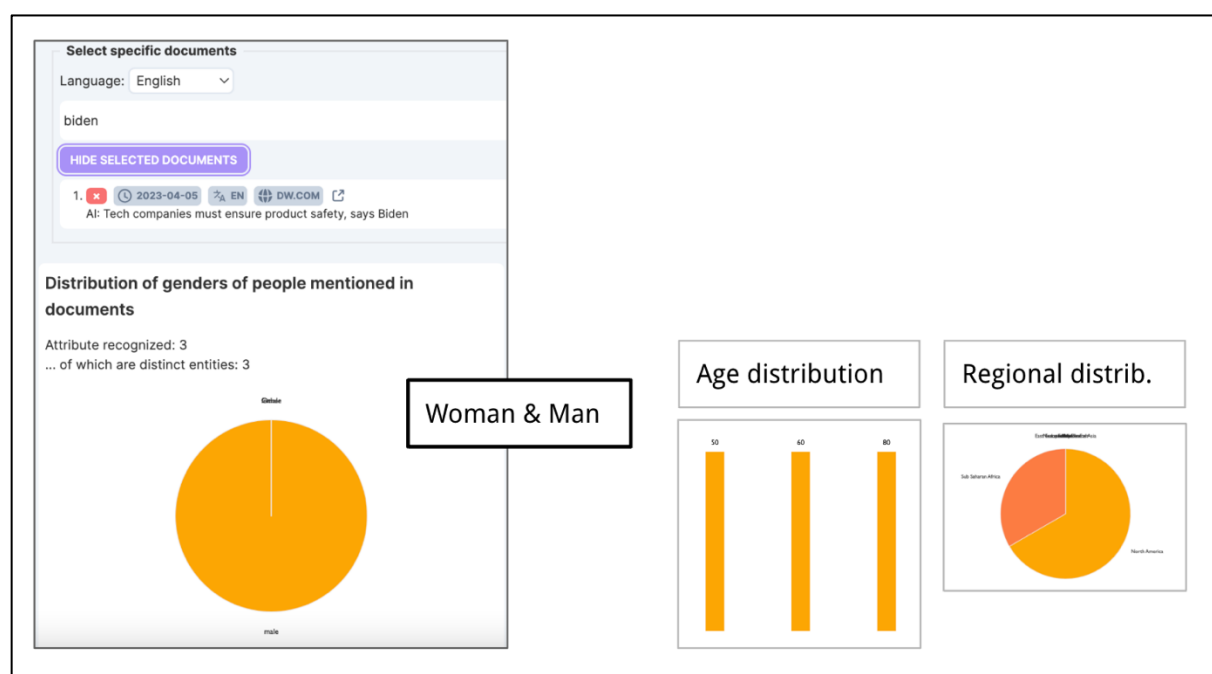 Select specific documents
Language: English
biden
HIDE SELECTED DOCUMENTS
1. x 2023-04-05 EN DW.COM
AI: Tech companies must ensure product safety, says Biden
Distribution of genders of people mentioned in
documents
Attribute recognized: 3
... of which are distinct entities: 3
male
Woman & Man
Age distribution
50 60 80
Regional distrib.
Sub Saharan Africa
North America